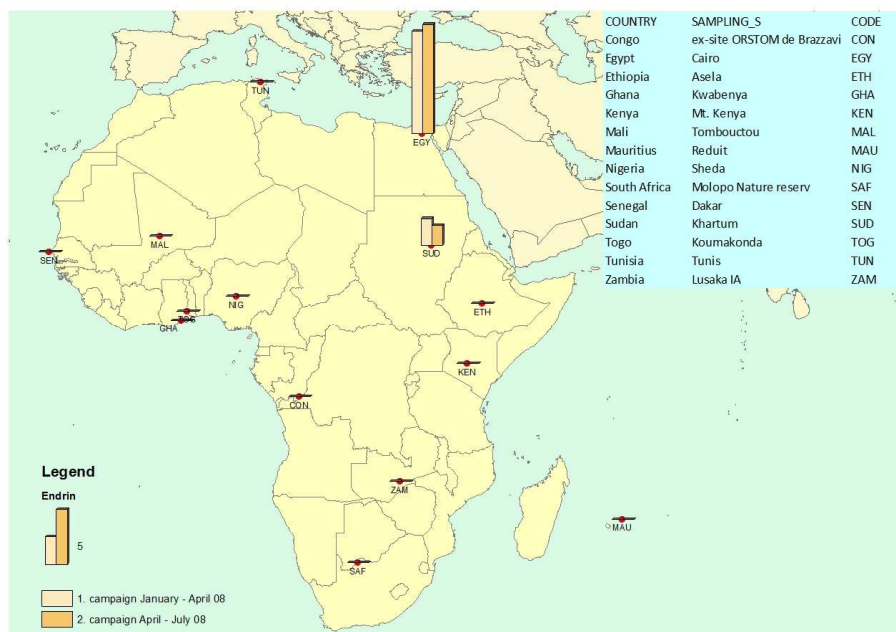 COUNTRY SAMPLING_S CODE
Congo ex-site ORSTOM de Brazzavi CON
Egypt Cairo EGY
Ethiopia Asela ETH
Ghana Kwabenya GHA
Kenya Mt. Kenya KEN
Mali Tombouctou MAL
Mauritius Reduit MAU
Nigeria Sheda NIG
South Africa Molopo Nature reserv SAF
Senegal Dakar SEN
Sudan Khartum SUD
Togo Koumakonda TOG
Tunisia Tunis TUN
Zambia Lusaka IA ZAM
TUN
EGY
MAL
SEN
SUD
NIG
ETH
TOG
GHA
KEN
CON
ZAM
MAU
SAF
Legend
Endrin
5
1. campaign January - April 08
2. campaign April - July 08